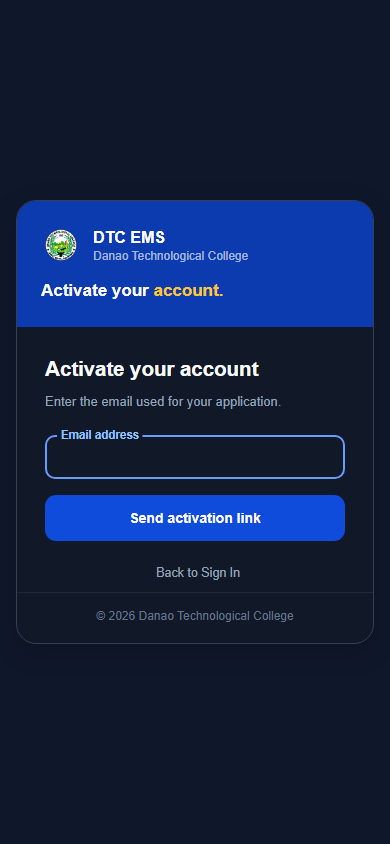 DTC EMS
Danao Technological College
Activate your account.
Activate your account
Enter the email used for your application.
Email address
Send activation link
Back to Sign In
© 2026 Danao Technological College